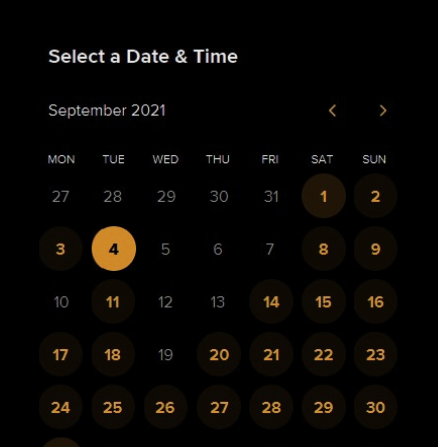 Select a Date & Time
September 2021
MON TUE WED THU FRI SAT SUN
27 28 29 30 31 1 2
3 4 5 6 7 8 9
10 11 12 13 14 15 16
17 18 19 20 21 22 23
24 25 26 27 28 29 30